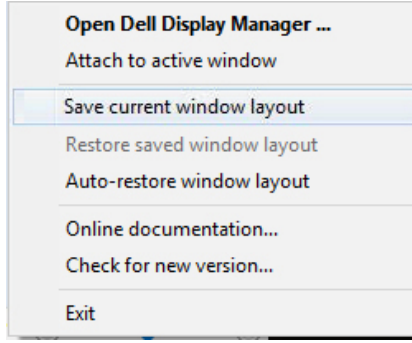 Open Dell Display Manager ...
Attach to active window
Save current window layout
Restore saved window layout
Auto-restore window layout
Online documentation...
Check for new version...
Exit